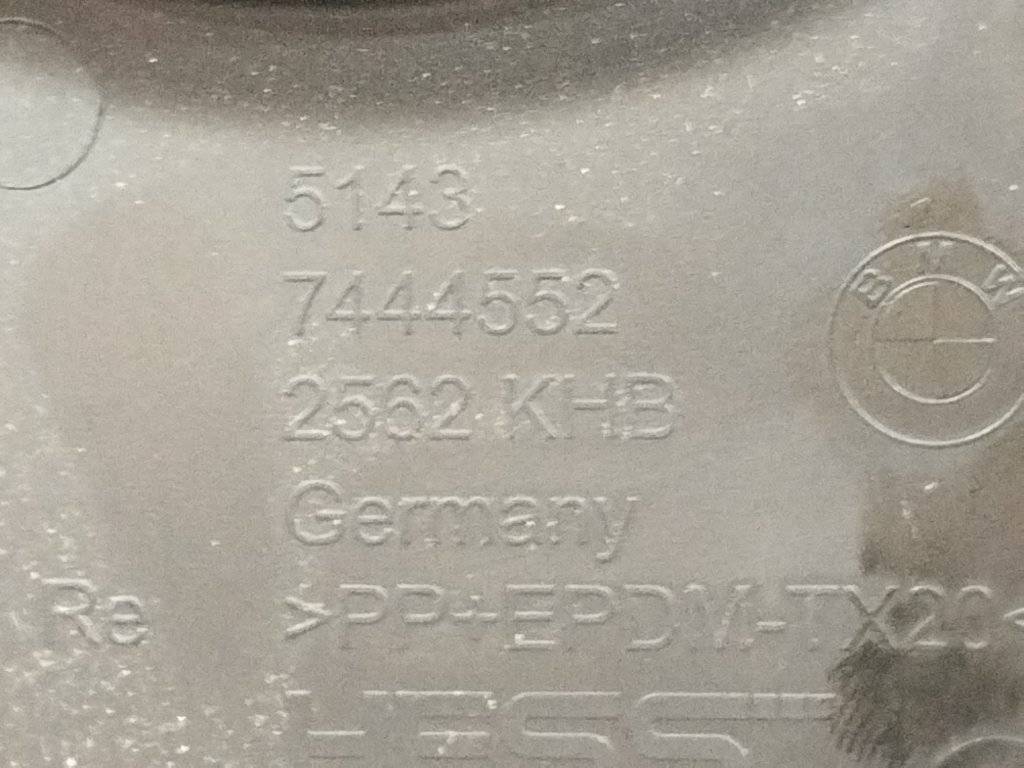 5143
7444552
2562 KHB
Germany
Re
>PP+EPDM-TX20<
BMW